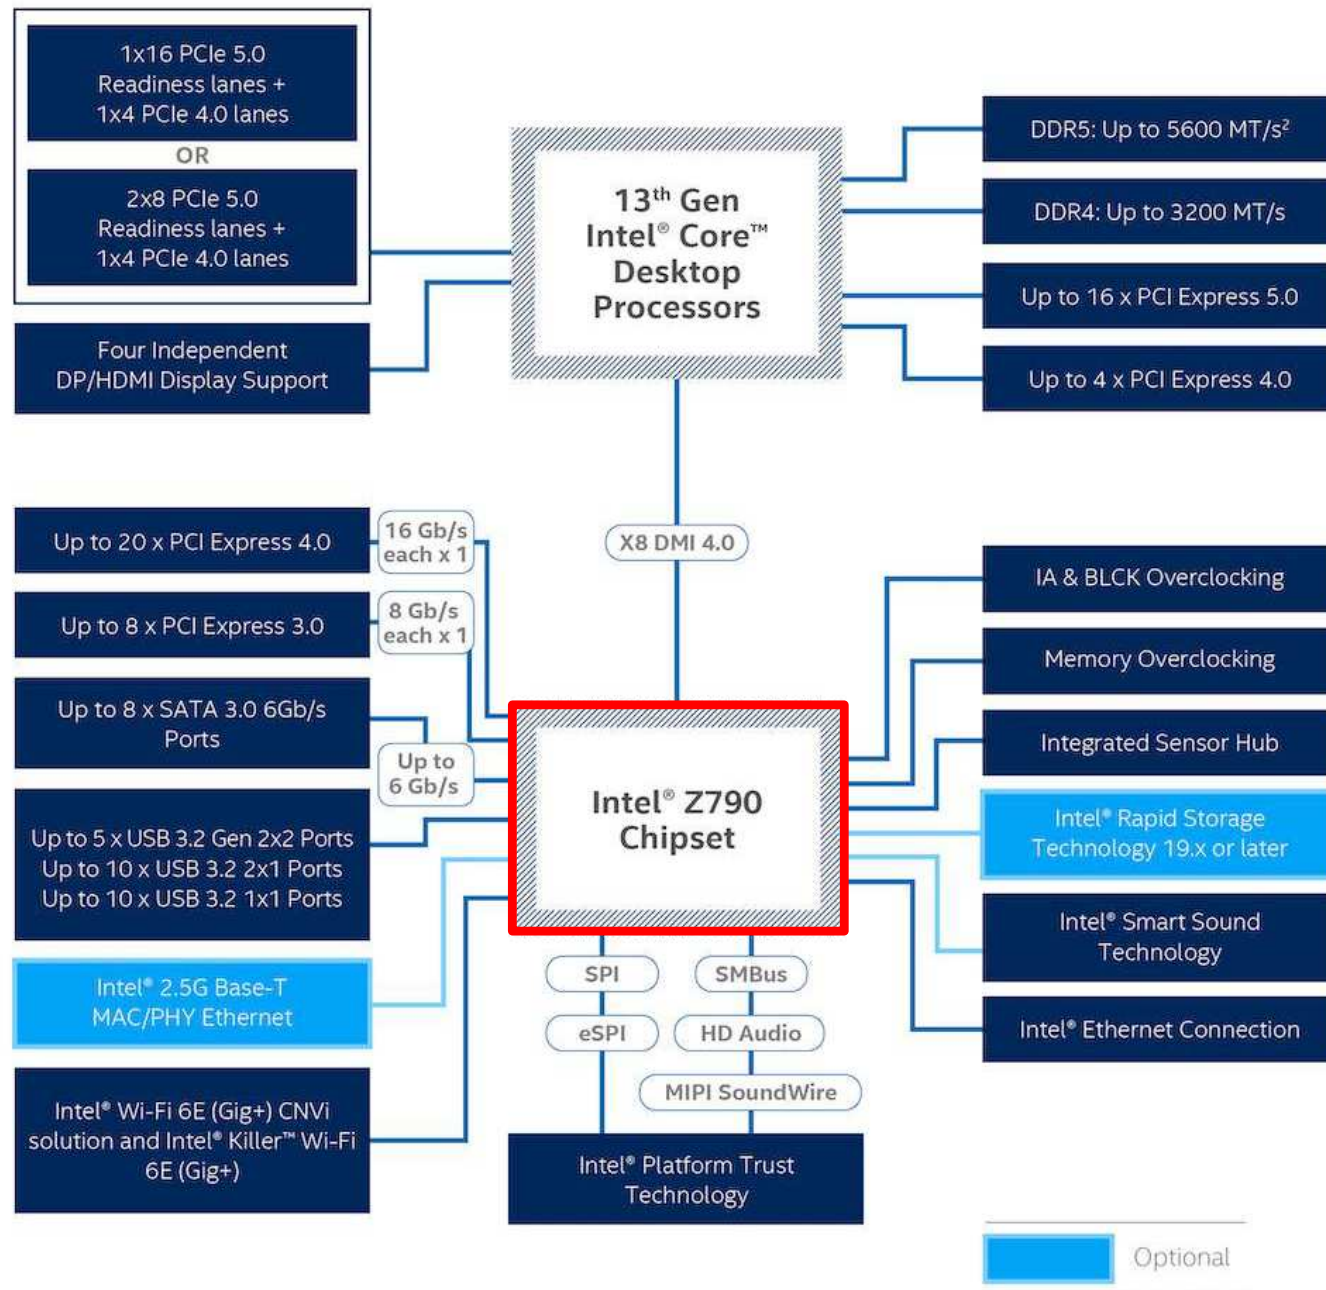 1x16 PCIe 5.0
Readiness lanes +
1x4 PCIe 4.0 lanes
OR
2x8 PCIe 5.0
Readiness lanes +
1x4 PCIe 4.0 lanes
Four Independent
DP/HDMI Display Support
13th Gen
Intel® Core™
Desktop
Processors
DDR5: Up to 5600 MT/s²
DDR4: Up to 3200 MT/s
Up to 16 x PCI Express 5.0
Up to 4 x PCI Express 4.0
X8 DMI 4.0
Up to 20 x PCI Express 4.0
16 Gb/s
each x 1
Up to 8 x PCI Express 3.0
8 Gb/s
each x 1
Up to 8 x SATA 3.0 6Gb/s
Ports
Up to
6 Gb/s
Up to 5 x USB 3.2 Gen 2x2 Ports
Up to 10 x USB 3.2 2x1 Ports
Up to 10 x USB 3.2 1x1 Ports
Intel® 2.5G Base-T
MAC/PHY Ethernet
Intel® Wi-Fi 6E (Gig+) CNVi
solution and Intel® Killer™ Wi-Fi
6E (Gig+)
Intel® Z790
Chipset
IA & BLCK Overclocking
Memory Overclocking
Integrated Sensor Hub
Intel® Rapid Storage
Technology 19.x or later
Intel® Smart Sound
Technology
Intel® Ethernet Connection
SPI
eSPI
SMBus
HD Audio
MIPI SoundWire
Intel® Platform Trust
Technology
Optional